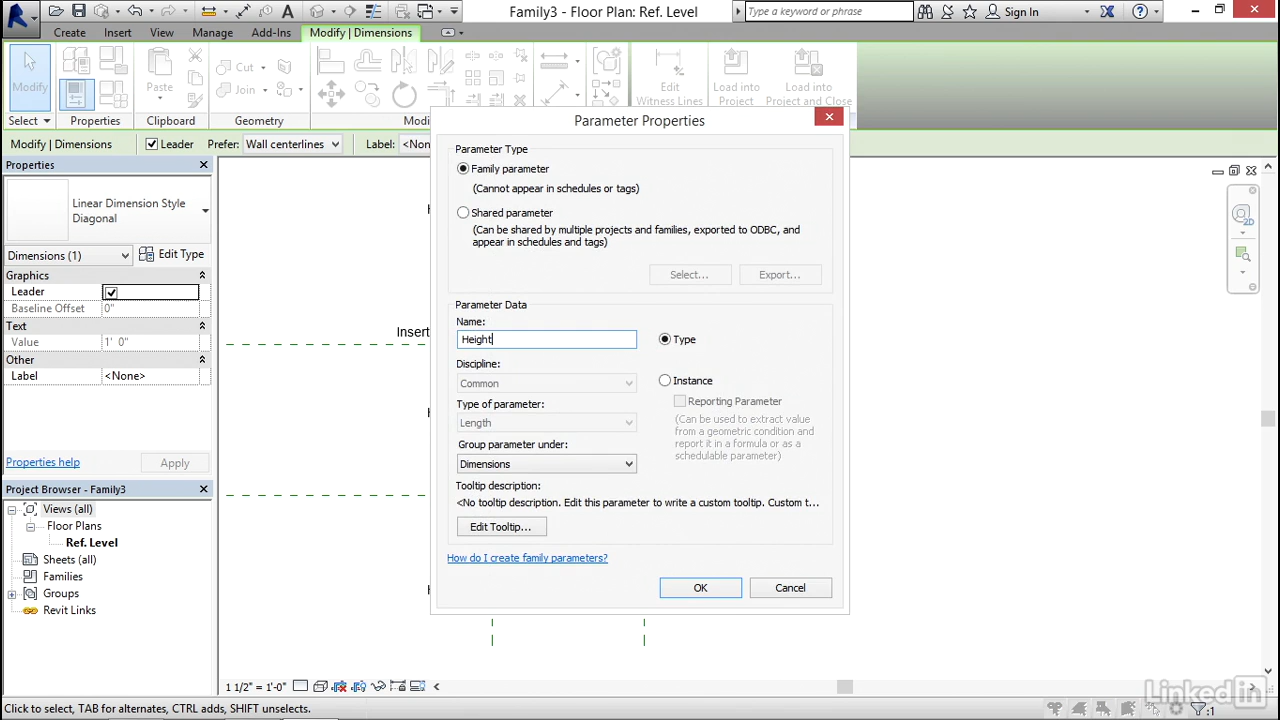 Family3 - Floor Plan: Ref. Level
Type a keyword or phrase
Sign In
Create Insert View Manage Add-Ins Modify | Dimensions
Modify
Paste
Cut
Join
Edit
Witness Lines
Load into
Project
Load into
Project and Close
Select Properties Clipboard Geometry
Modify | Dimensions Leader Prefer: Wall centerlines Label:
Properties
Linear Dimension Style
Diagonal
Dimensions (1) Edit Type
Graphics
Leader
Baseline Offset 0"
Text
Value 1' 0"
Other
Label <None>
Properties help Apply
Project Browser - Family3
Views (all)
Floor Plans
Ref. Level
Sheets (all)
Families
Groups
Revit Links
Parameter Properties
Parameter Type
Family parameter
(Cannot appear in schedules or tags)
Shared parameter
(Can be shared by multiple projects and families, exported to ODBC, and
appear in schedules and tags)
Select... Export...
Parameter Data
Name:
Height
Type
Discipline:
Common
Instance
Type of parameter:
Reporting Parameter
Length
(Can be used to extract value
from a geometric condition and
report it in a formula or as a
schedulable parameter)
Group parameter under:
Dimensions
Tooltip description:
<No tooltip description. Edit this parameter to write a custom tooltip. Custom t...
Edit Tooltip...
How do I create family parameters?
OK Cancel
2D
1 1/2" = 1'-0"
Click to select, TAB for alternates, CTRL adds, SHIFT unselects.
:1
Linked in